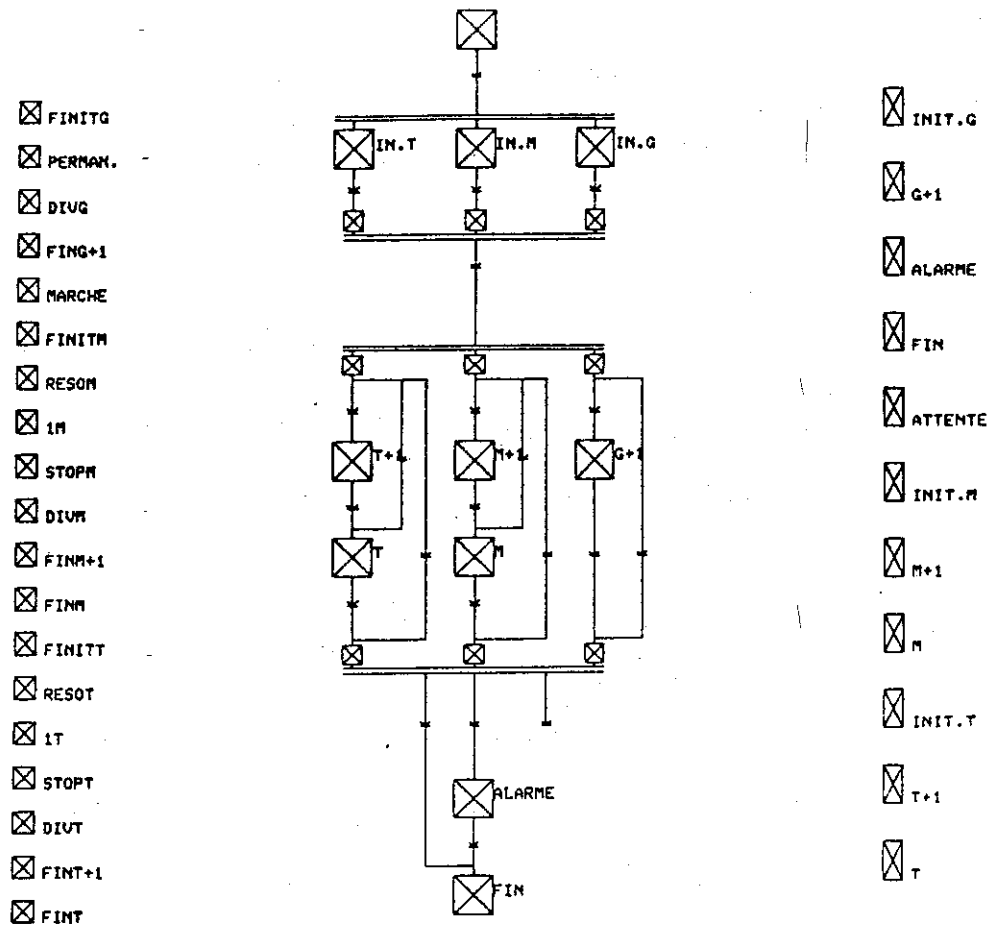 FINITG
PERMAN.
DIVG
FING+1
MARCHE
FINITM
RESOM
1M
STOPM
DIVM
FINM+1
FINM
FINITT
RESOT
1T
STOPT
DIVT
FINT+1
FINT
IN.T IN.M IN.G
T+1 M+1 G+1
T M
ALARME
FIN
INIT.G
G+1
ALARME
FIN
ATTENTE
INIT.M
M+1
M
INIT.T
T+1
T